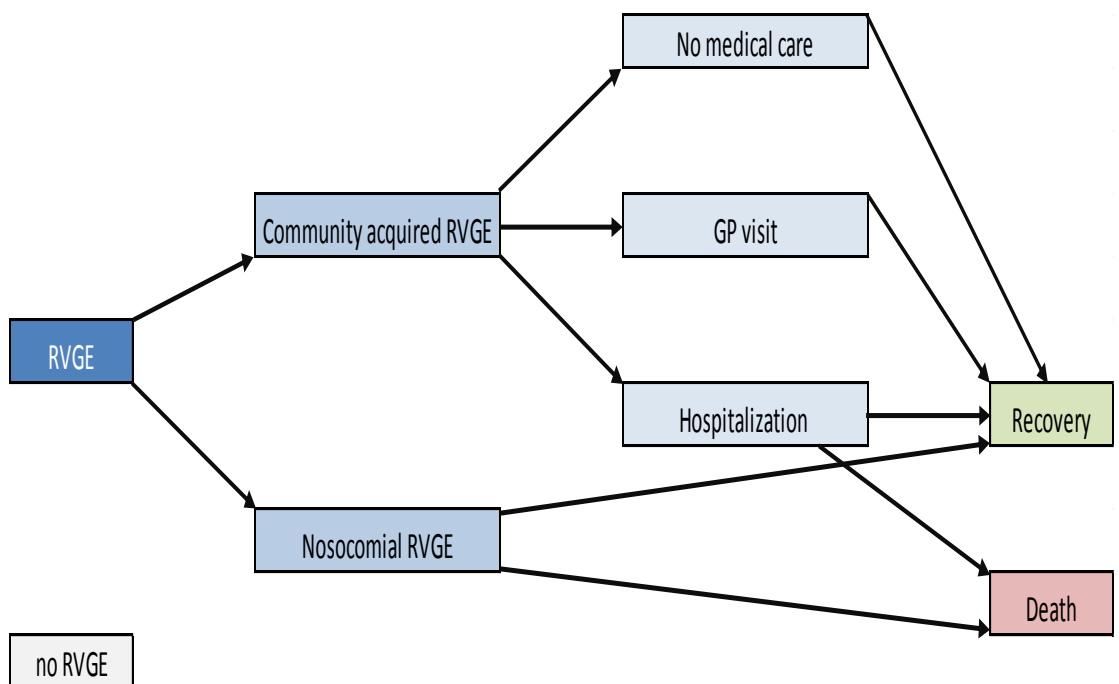 No medical care
Community acquired RVGE
GP visit
RVGE
Hospitalization
Recovery
Nosocomial RVGE
Death
no RVGE